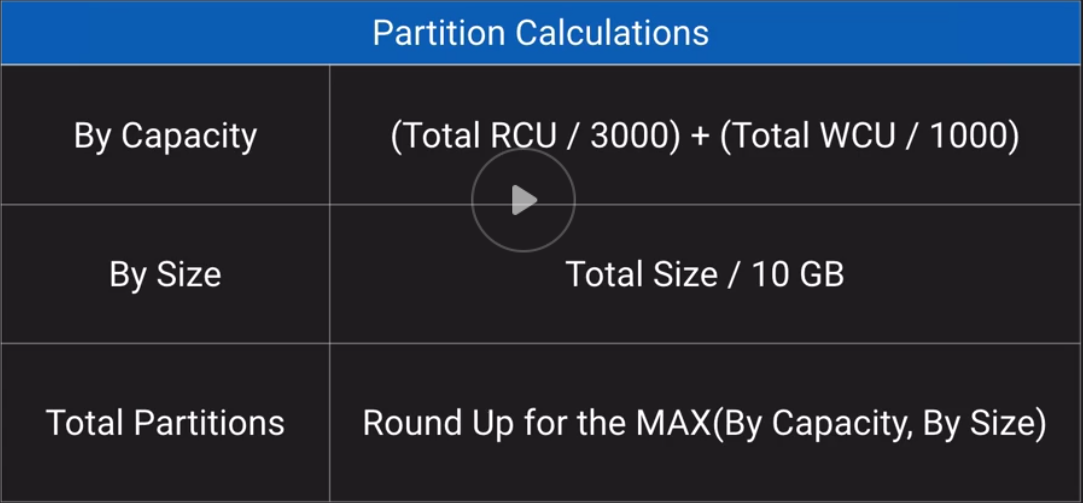 Partition Calculations
By Capacity
(Total RCU / 3000) + (Total WCU / 1000)
By Size
Total Size / 10 GB
Total Partitions
Round Up for the MAX(By Capacity, By Size)